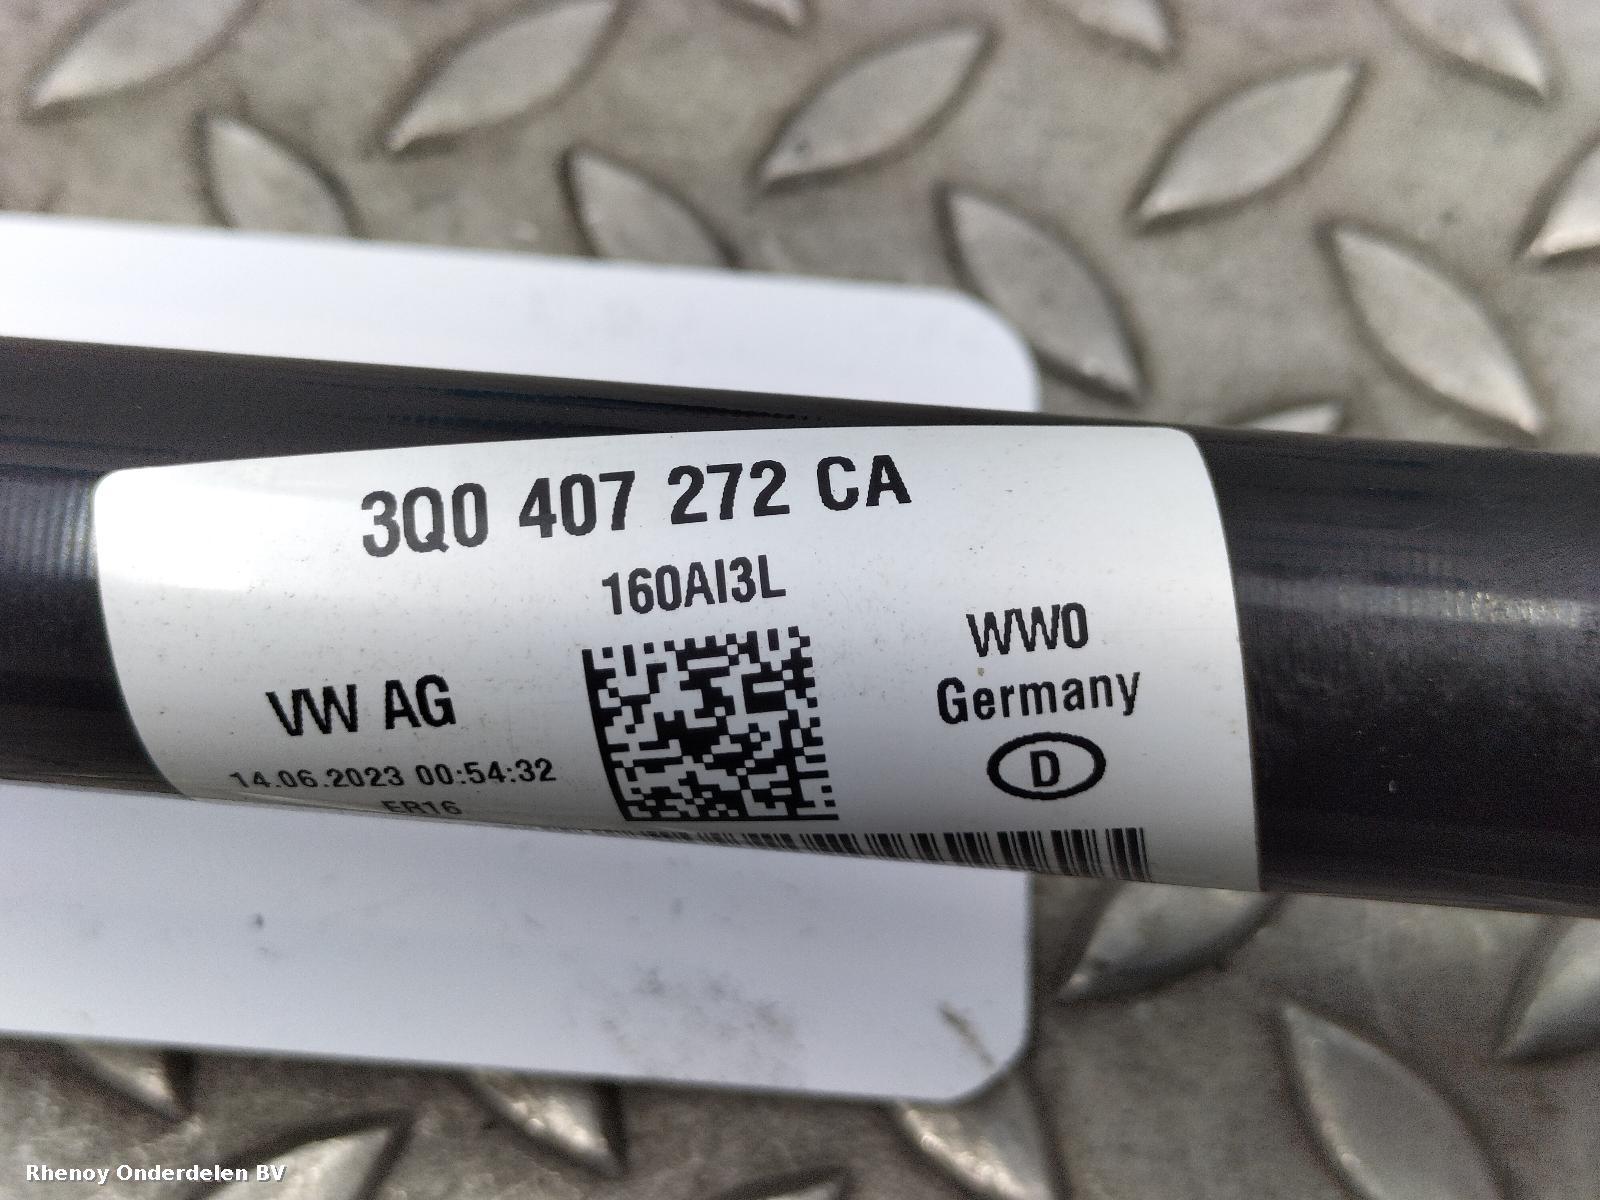 3Q0 407 272 CA
160AI3L
VW AG
WW0
Germany
D
14.06.2023 00:54:32
ER16
Rhenoy Onderdelen BV